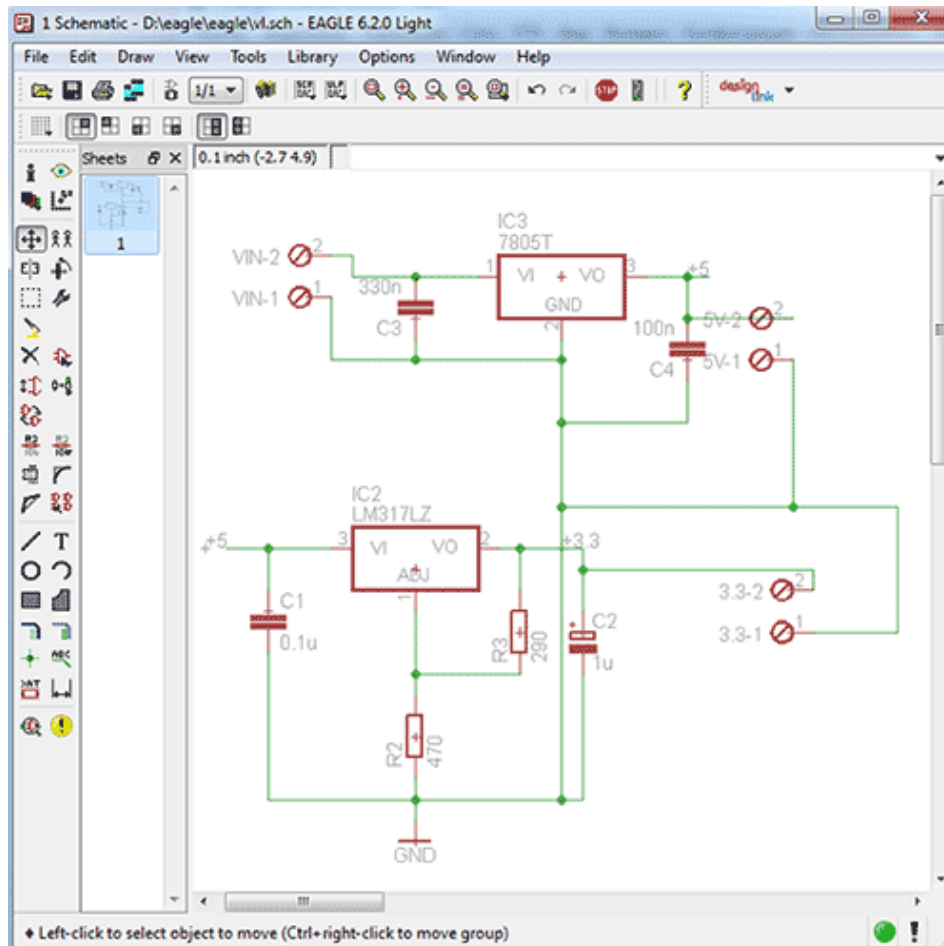 1 Schematic - D:\eagle\eagle\vl.sch - EAGLE 6.2.0 Light
File Edit Draw View Tools Library Options Window Help
1/1
STOP
?
design link
Sheets
0.1 inch (-2.7 4.9)
1
IC3
7805T
VIN-2
2
1
VI
VO
3
+5
330n
VIN-1
1
GND
2
C3
100n
5V-2
2
C4
5V-1
1
IC2
LM317LZ
+5
3
VI
VO
2
+3.3
ADJ
1
C1
0.1u
R3
290
C2
1u
3.3-2
2
3.3-1
1
R2
470
GND
Left-click to select object to move (Ctrl+right-click to move group)